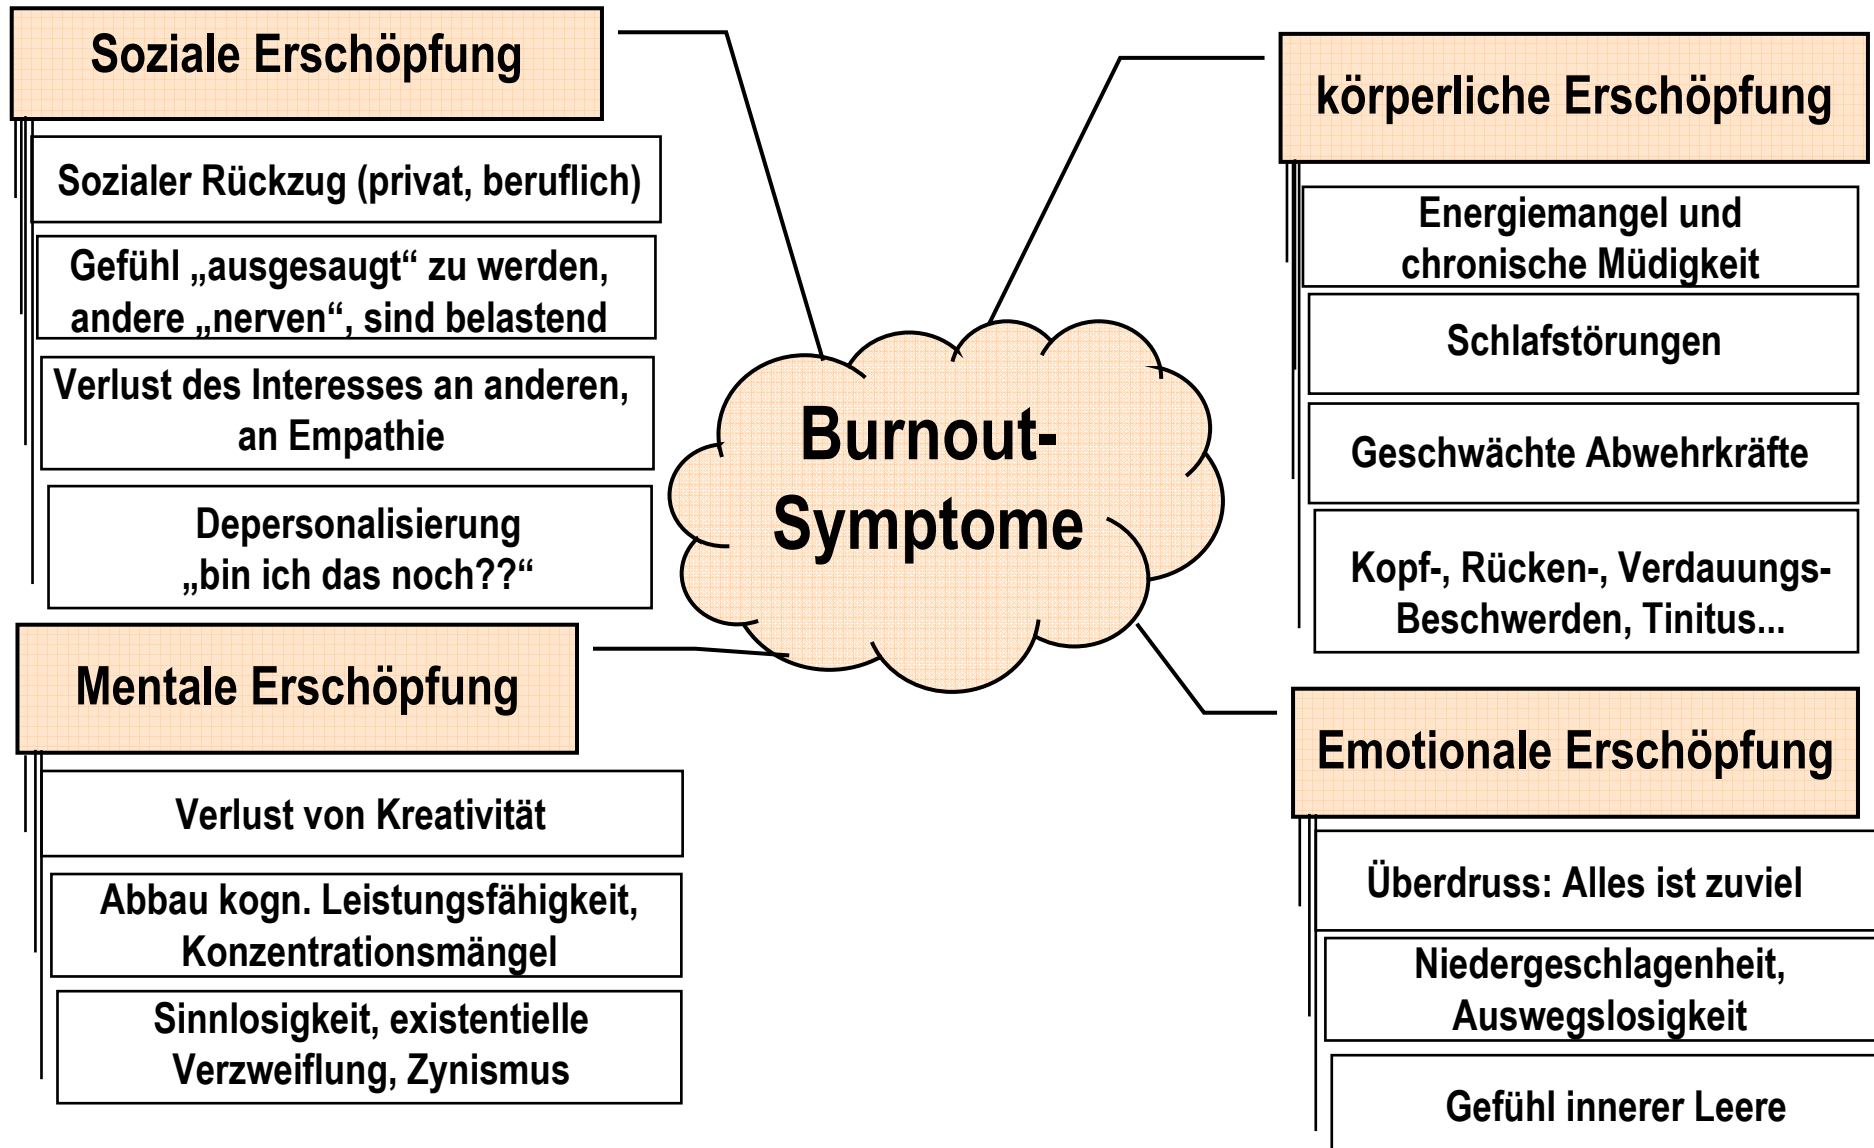 Soziale Erschöpfung
Sozialer Rückzug (privat, beruflich)
Gefühl „ausgesaugt“ zu werden,
andere „nerven“, sind belastend
Verlust des Interesses an anderen,
an Empathie
Depersonalisierung
„bin ich das noch??“
Mentale Erschöpfung
Verlust von Kreativität
Abbau kogn. Leistungsfähigkeit,
Konzentrationsmängel
Sinnlosigkeit, existentielle
Verzweiflung, Zynismus
Burnout-
Symptome
körperliche Erschöpfung
Energiemangel und
chronische Müdigkeit
Schlafstörungen
Geschwächte Abwehrkräfte
Kopf-, Rücken-, Verdauungs-
Beschwerden, Tinitus...
Emotionale Erschöpfung
Überdruss: Alles ist zuviel
Niedergeschlagenheit,
Auswegslosigkeit
Gefühl innerer Leere